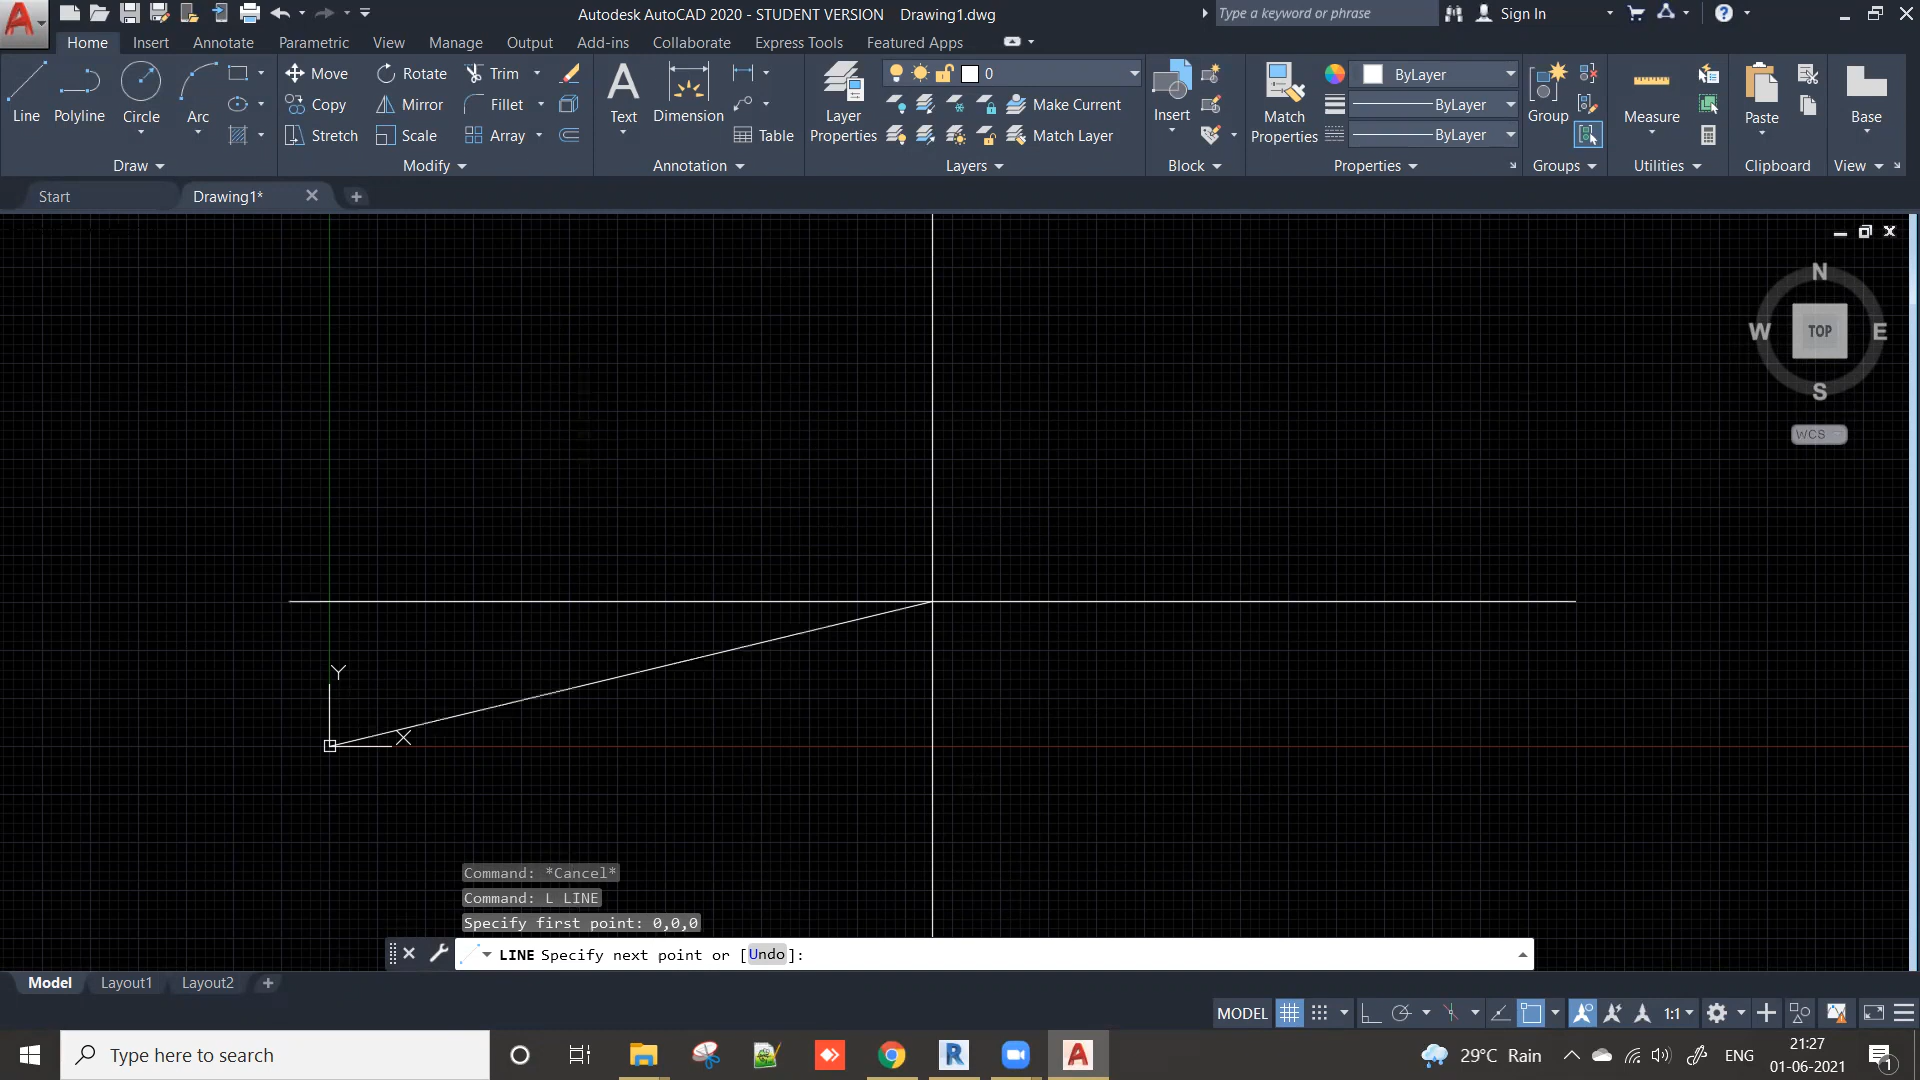 Autodesk AutoCAD 2020 - STUDENT VERSION Drawing1.dwg
Type a keyword or phrase
Sign In
Home Insert Annotate Parametric View Manage Output Add-ins Collaborate Express Tools Featured Apps
Line Polyline Circle Arc
Move Rotate Trim
Copy Mirror Fillet
Stretch Scale Array
Text Dimension Table
Layer Properties
0
Make Current
Match Layer
Insert
Match Properties
ByLayer
ByLayer
ByLayer
Group
Measure
Paste
Base
Draw Modify Annotation Layers Block Properties Groups Utilities Clipboard View
Start Drawing1*
N
W TOP E
S
WCS
Y
X
Command: *Cancel*
Command: L LINE
Specify first point: 0,0,0
LINE Specify next point or [Undo]:
Model Layout1 Layout2
MODEL 1:1
Type here to search
29°C Rain
ENG
21:27
01-06-2021
1